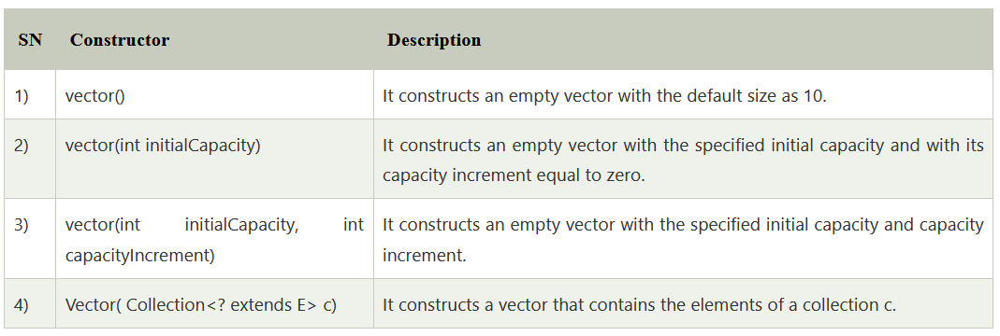 SN Constructor Description
1) vector() It constructs an empty vector with the default size as 10.
2) vector(int initialCapacity) It constructs an empty vector with the specified initial capacity and with its
capacity increment equal to zero.
3) vector(int initialCapacity, int It constructs an empty vector with the specified initial capacity and capacity
capacityIncrement) increment.
4) Vector( Collection<? extends E> c) It constructs a vector that contains the elements of a collection c.